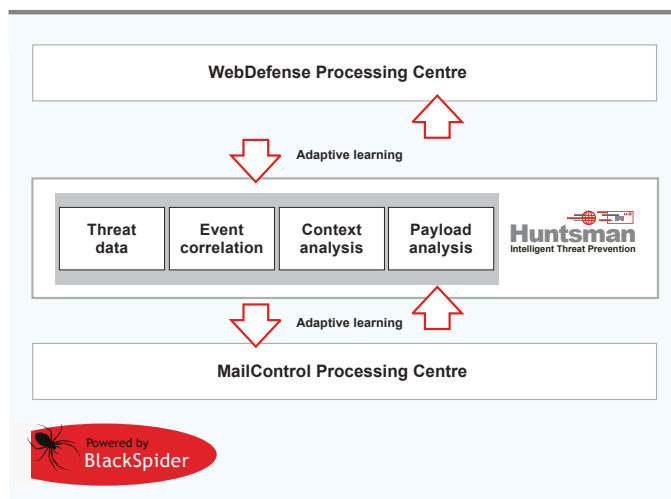 WebDefense Processing Centre
Adaptive learning
Threat data
Event correlation
Context analysis
Payload analysis
Huntsman
Intelligent Threat Prevention
Adaptive learning
MailControl Processing Centre
Powered by
BlackSpider